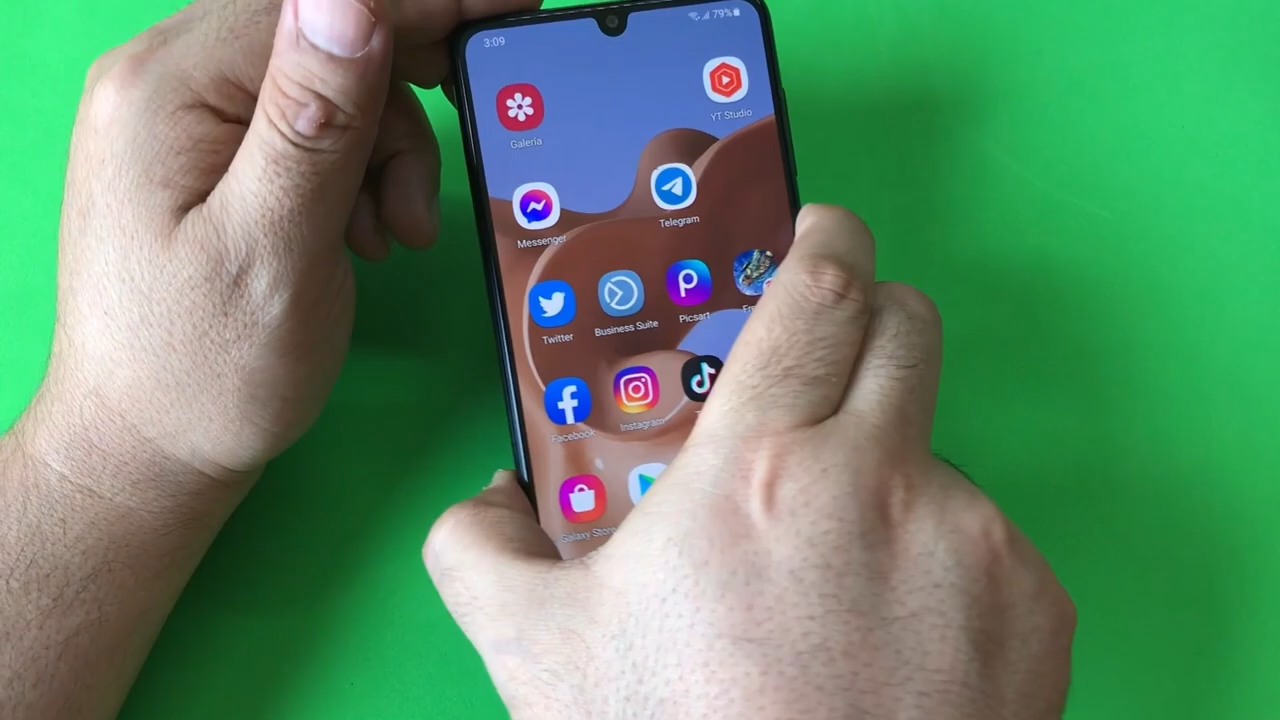 3:09
79%
Galeria
YT Studio
Messenger
Telegram
Twitter
Business Suite
Picsart
Facebook
Instagram
Galaxy Store